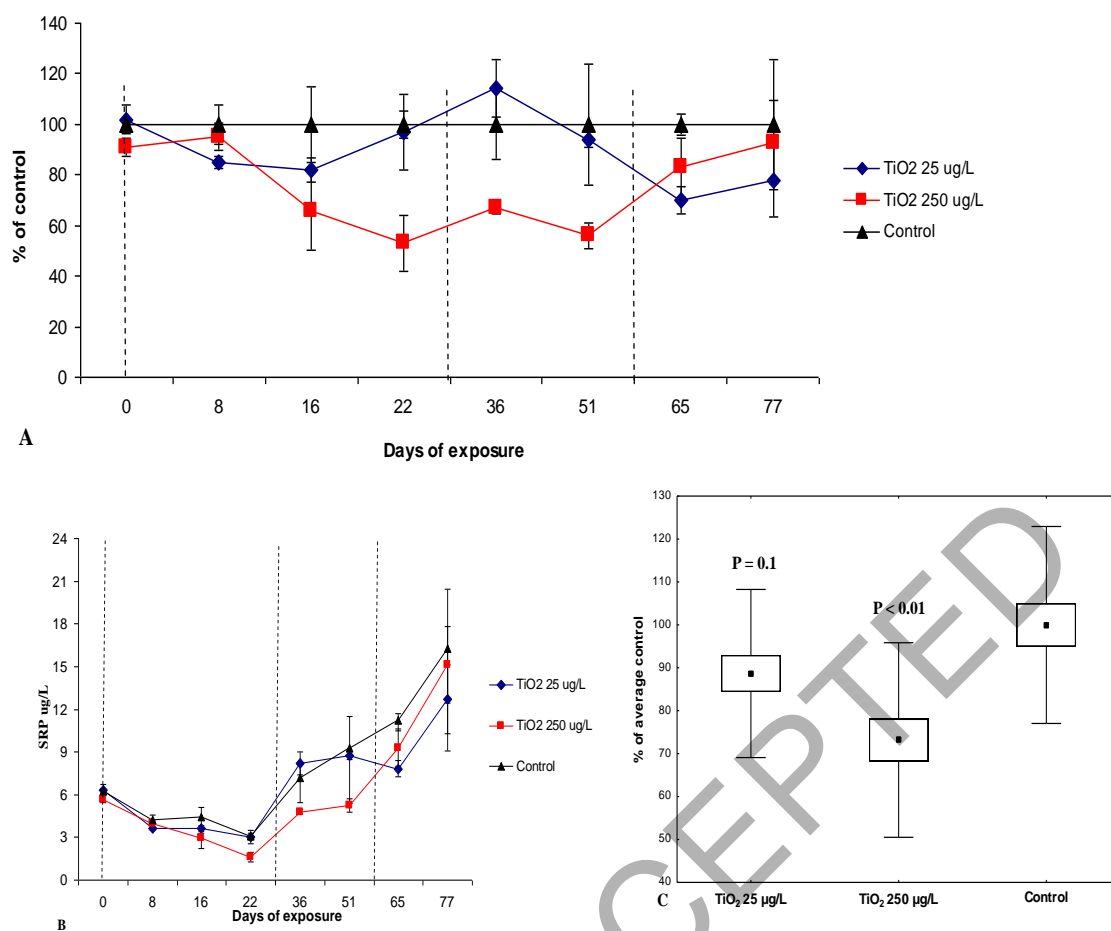 140
120
100
80
60
40
20
0
% of control
0 8 16 22 36 51 65 77
Days of exposure
A
TiO2 25 ug/L
TiO2 250 ug/L
Control
24
21
18
15
12
9
6
3
0
SRP ug/L
0 8 16 22 36 51 65 77
Days of exposure
B
TiO2 25 ug/L
TiO2 250 ug/L
Control
130
120
110
100
90
80
70
60
50
40
% of average control
P = 0.1
P < 0.01
TiO₂ 25 µg/L TiO₂ 250 µg/L Control
C
CEPTED